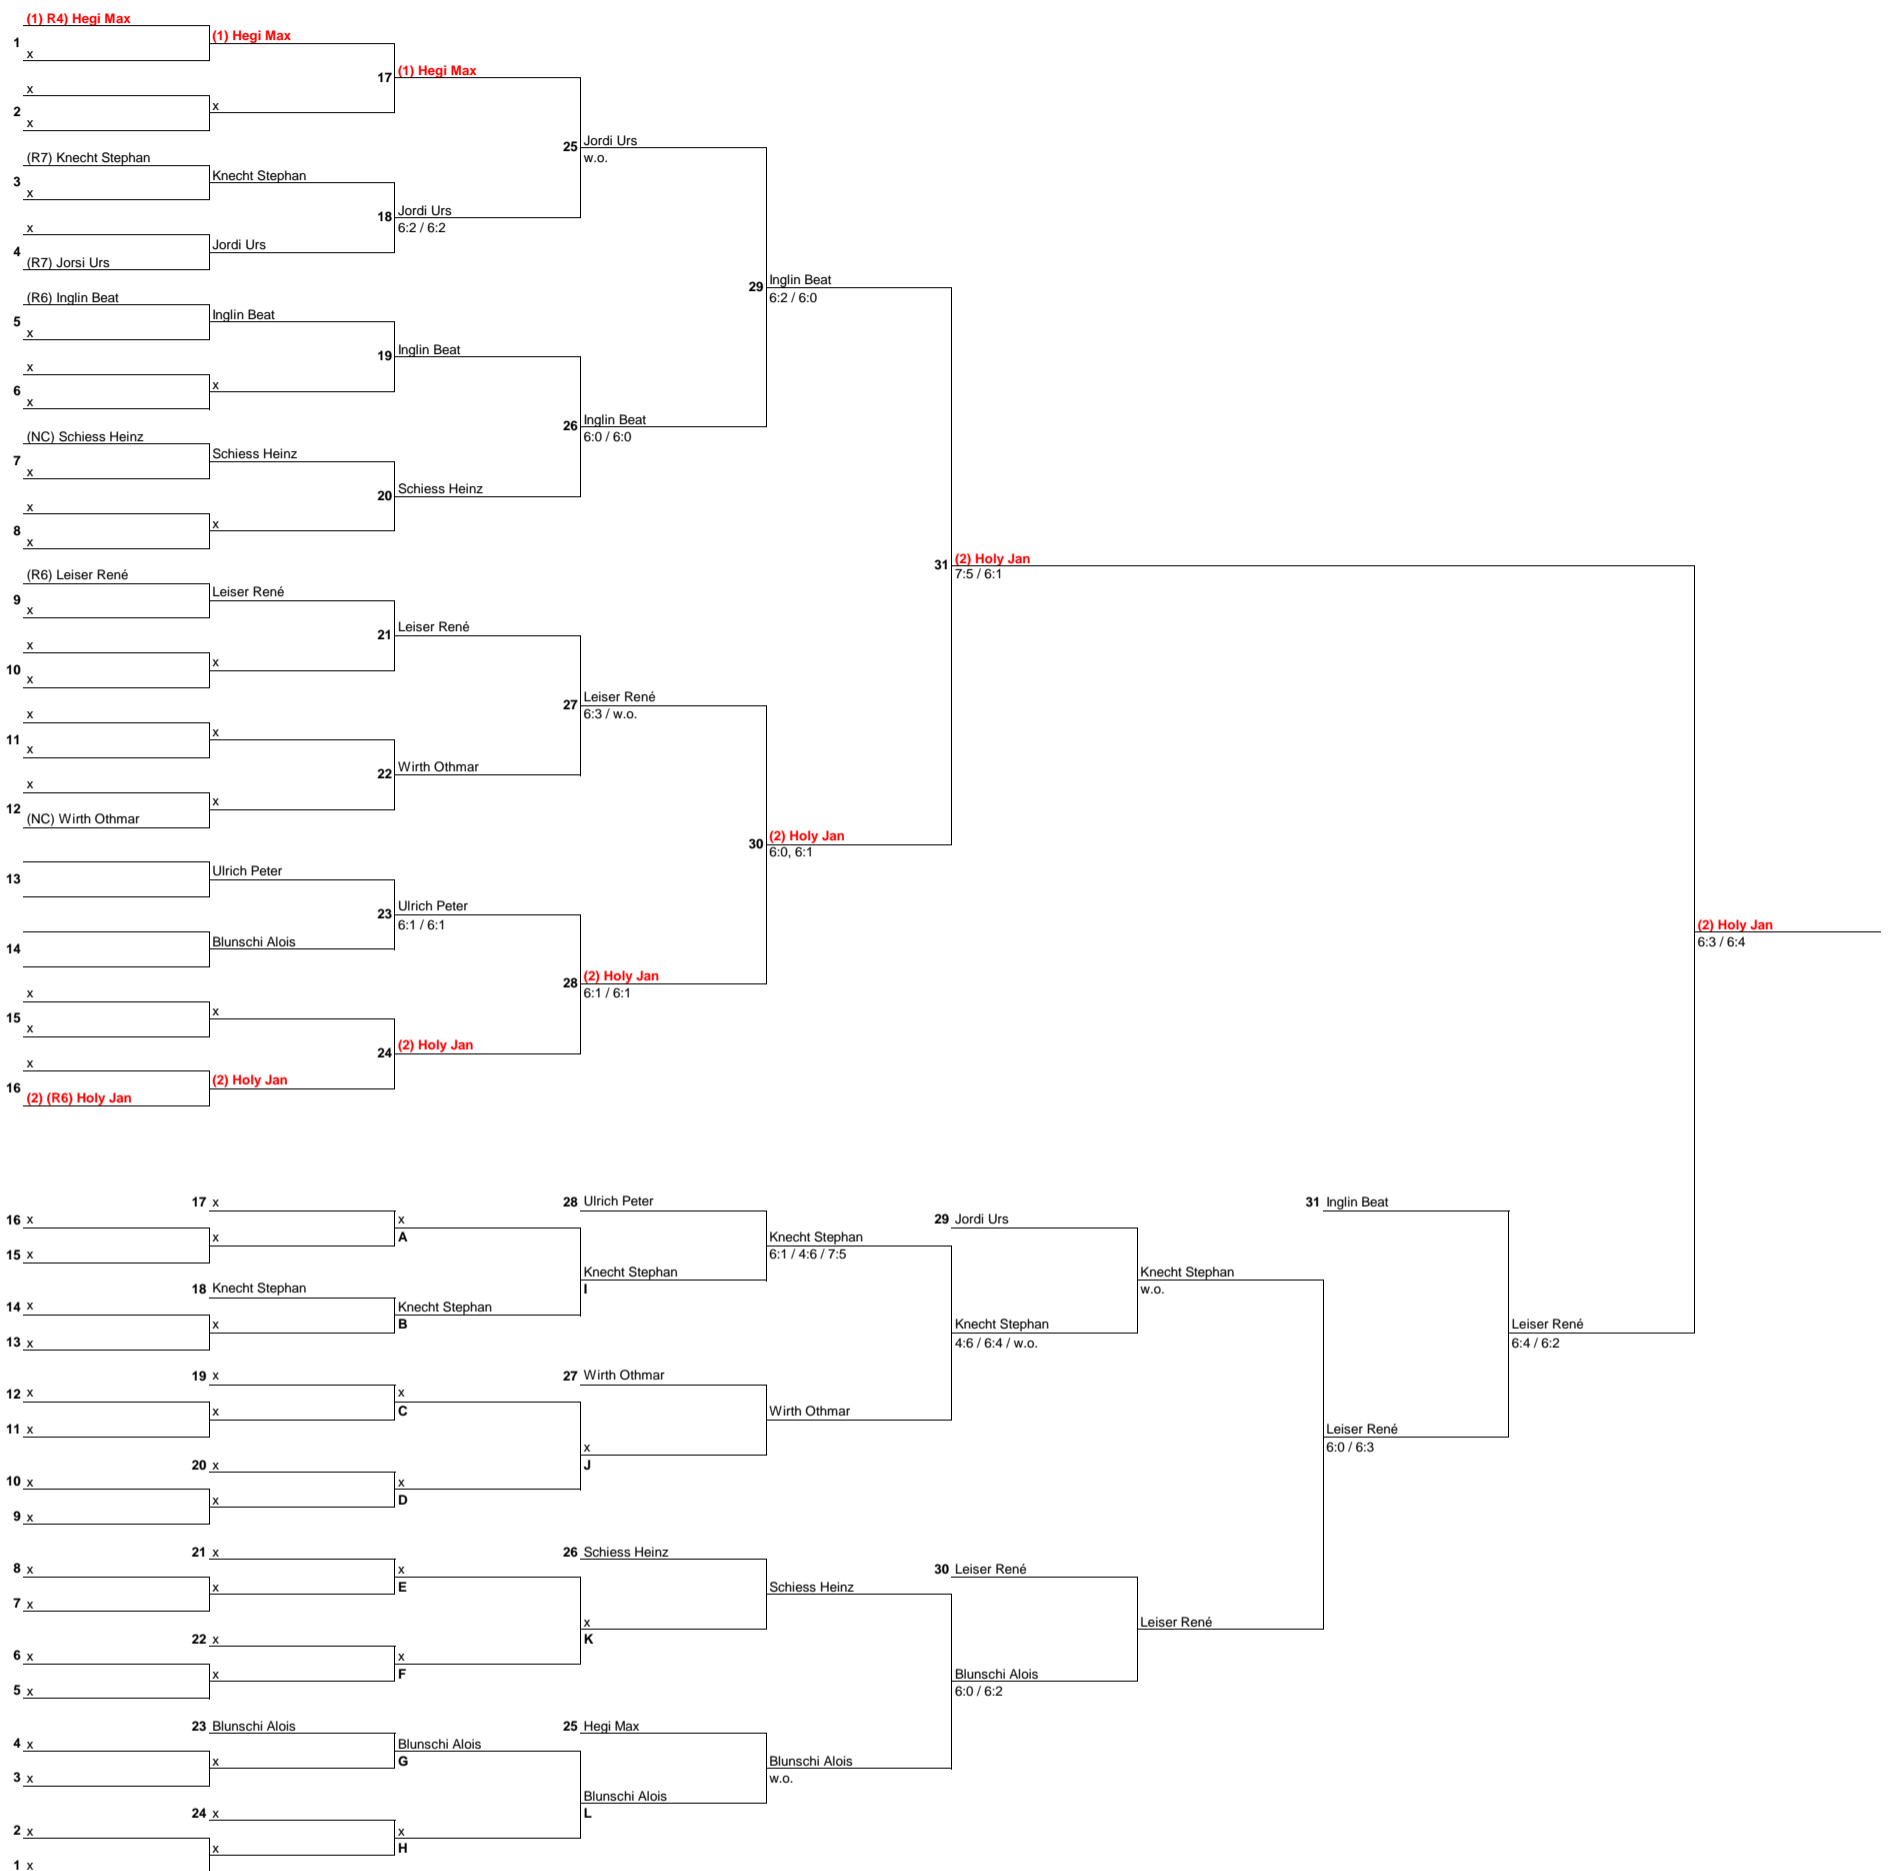 (1) R4) Hegi Max
(1) Hegi Max
1
x
17 (1) Hegi Max
x
x
2
x
25 Jordi Urs
w.o.
(R7) Knecht Stephan
Knecht Stephan
3
x
18 Jordi Urs
6:2 / 6:2
x
Jordi Urs
4
(R7) Jorsi Urs
29 Inglin Beat
6:2 / 6:0
(R6) Inglin Beat
Inglin Beat
5
x
19 Inglin Beat
x
x
6
x
26 Inglin Beat
6:0 / 6:0
(NC) Schiess Heinz
Schiess Heinz
7
x
20 Schiess Heinz
x
x
8
x
31 (2) Holy Jan
7:5 / 6:1
(R6) Leiser René
Leiser René
9
x
21 Leiser René
x
x
10
x
27 Leiser René
6:3 / w.o.
x
x
11
x
22 Wirth Othmar
x
x
12
(NC) Wirth Othmar
30 (2) Holy Jan
6:0, 6:1
Ulrich Peter
13
23 Ulrich Peter
6:1 / 6:1
(2) Holy Jan
6:3 / 6:4
Blunschi Alois
14
28 (2) Holy Jan
6:1 / 6:1
x
x
15
x
24 (2) Holy Jan
x
(2) Holy Jan
16
(2) (R6) Holy Jan
17 x
28 Ulrich Peter
31 Inglin Beat
16 x
x
A
29 Jordi Urs
x
Knecht Stephan
6:1 / 4:6 / 7:5
15 x
Knecht Stephan
I
Knecht Stephan
w.o.
18 Knecht Stephan
14 x
Knecht Stephan
B
x
Knecht Stephan
4:6 / 6:4 / w.o.
Leiser René
6:4 / 6:2
13 x
19 x
27 Wirth Othmar
12 x
x
C
x
Wirth Othmar
11 x
Leiser René
6:0 / 6:3
x
J
20 x
10 x
x
D
x
9 x
21 x
26 Schiess Heinz
8 x
x
E
30 Leiser René
x
Schiess Heinz
7 x
x
K
Leiser René
22 x
6 x
x
F
x
Blunschi Alois
6:0 / 6:2
5 x
23 Blunschi Alois
25 Hegi Max
4 x
Blunschi Alois
G
x
Blunschi Alois
w.o.
3 x
Blunschi Alois
L
24 x
2 x
x
H
x
1 x